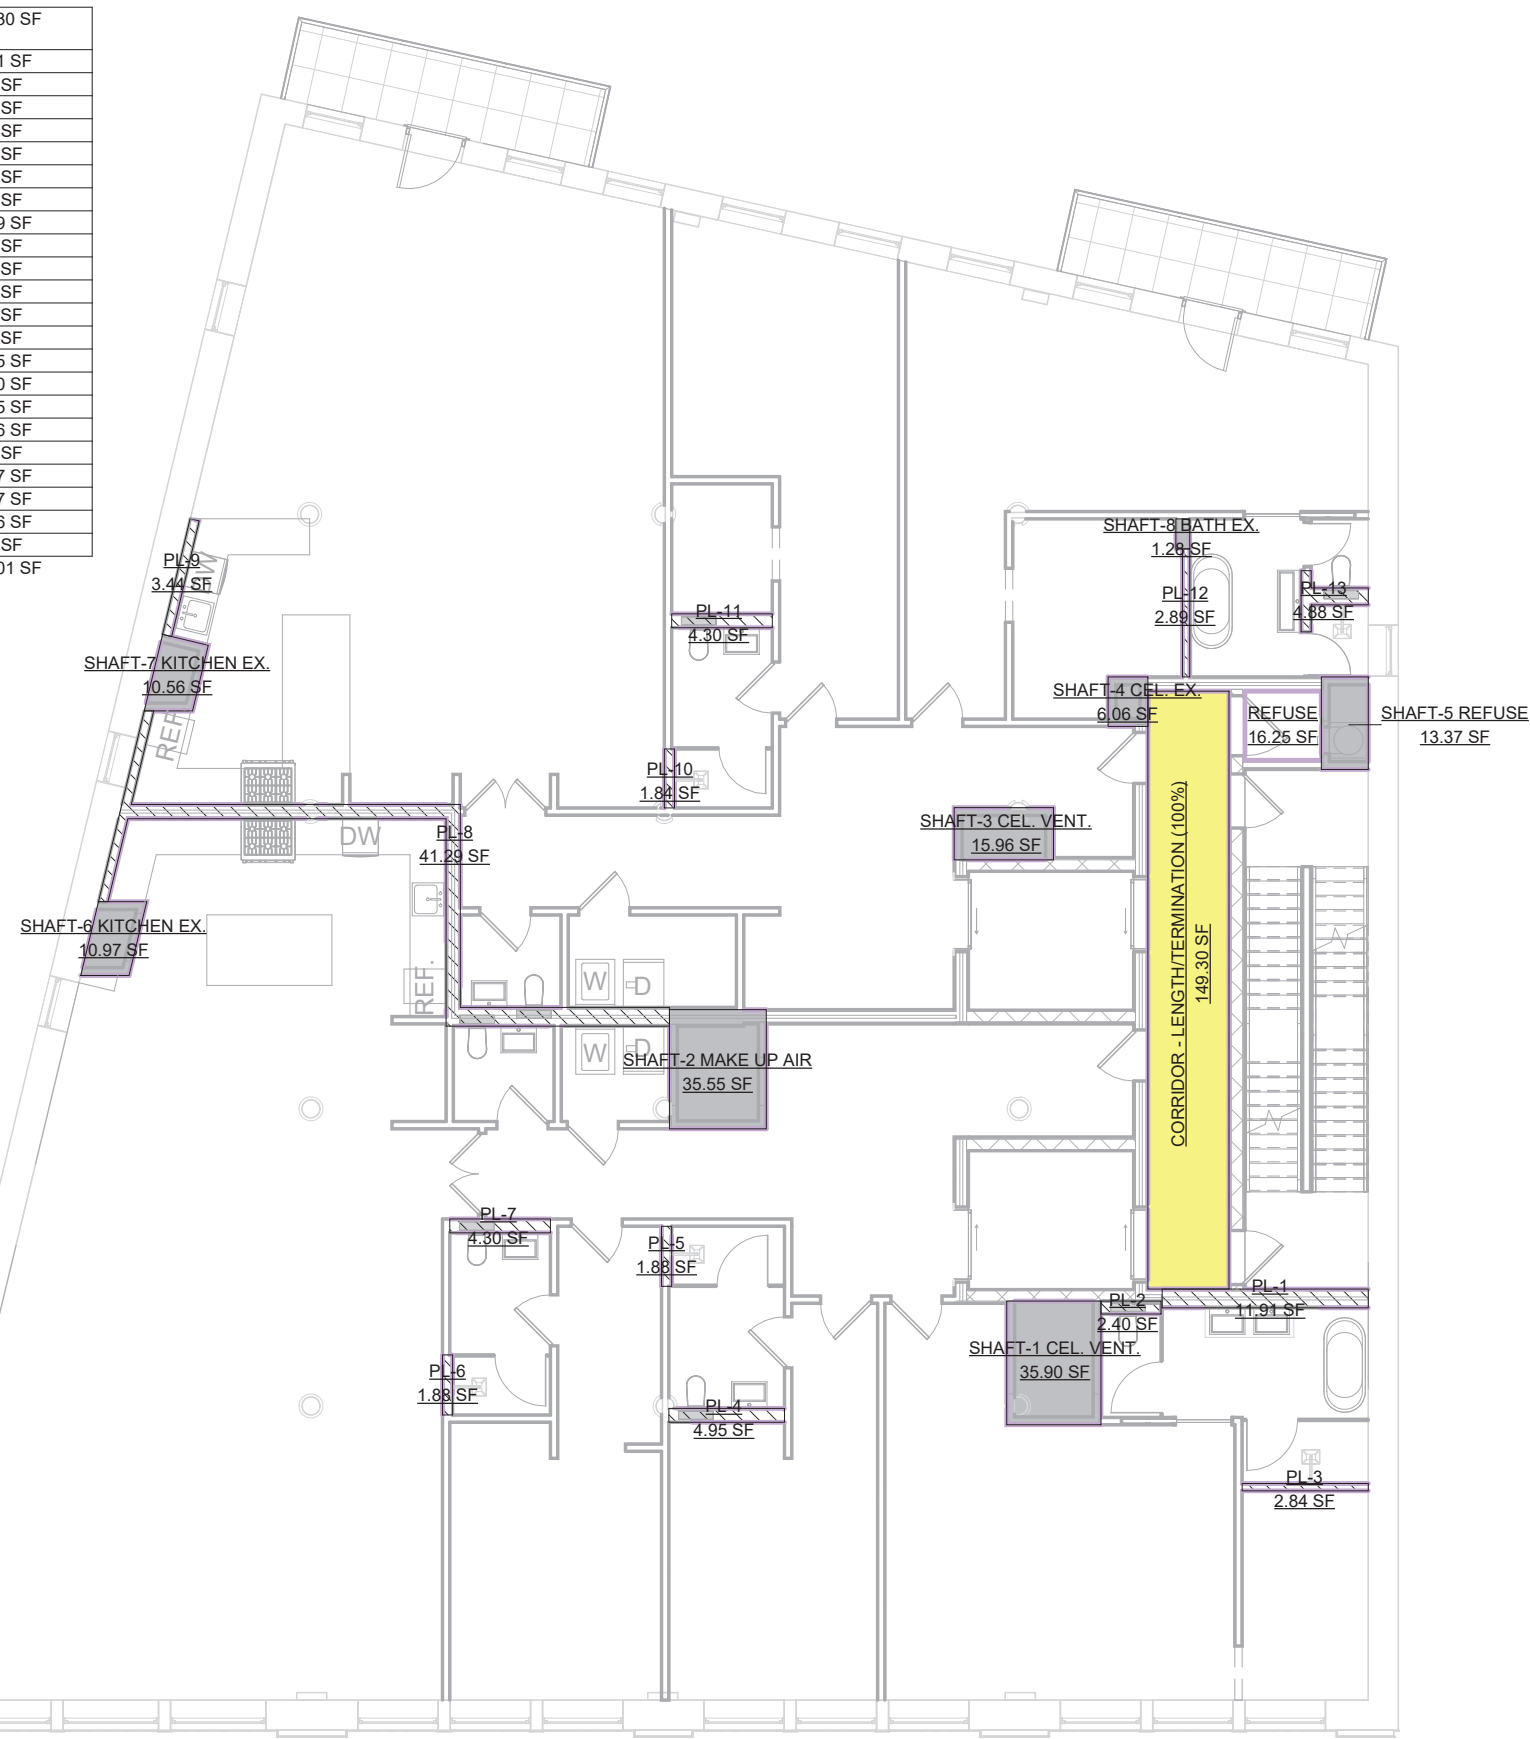 30 SF
1 SF
SF
SF
SF
SF
SF
SF
9 SF
SF
SF
SF
SF
SF
5 SF
0 SF
5 SF
6 SF
SF
7 SF
7 SF
6 SF
SF
01 SF
SHAFT-8 BATH EX.
1.28 SF
PL-9
3.44 SF
W
PL-12
2.89 SF
PL-13
4.88 SF
PL-11
4.30 SF
SHAFT-7 KITCHEN EX.
10.56 SF
REF.
SHAFT-4 CEL. EX.
6.06 SF
REFUSE
16.25 SF
SHAFT-5 REFUSE
13.37 SF
PL-10
1.84 SF
DW
PL-8
41.29 SF
SHAFT-3 CEL. VENT.
15.96 SF
CORRIDOR - LENGTH/TERMINATION (100%)
149.30 SF
SHAFT-6 KITCHEN EX.
10.97 SF
REF.
W
D
W
D
SHAFT-2 MAKE UP AIR
35.55 SF
PL-7
4.30 SF
PL-5
1.88 SF
PL-1
11.91 SF
PL-2
2.40 SF
SHAFT-1 CEL. VENT.
35.90 SF
PL-6
1.88 SF
PL-4
4.95 SF
PL-3
2.84 SF